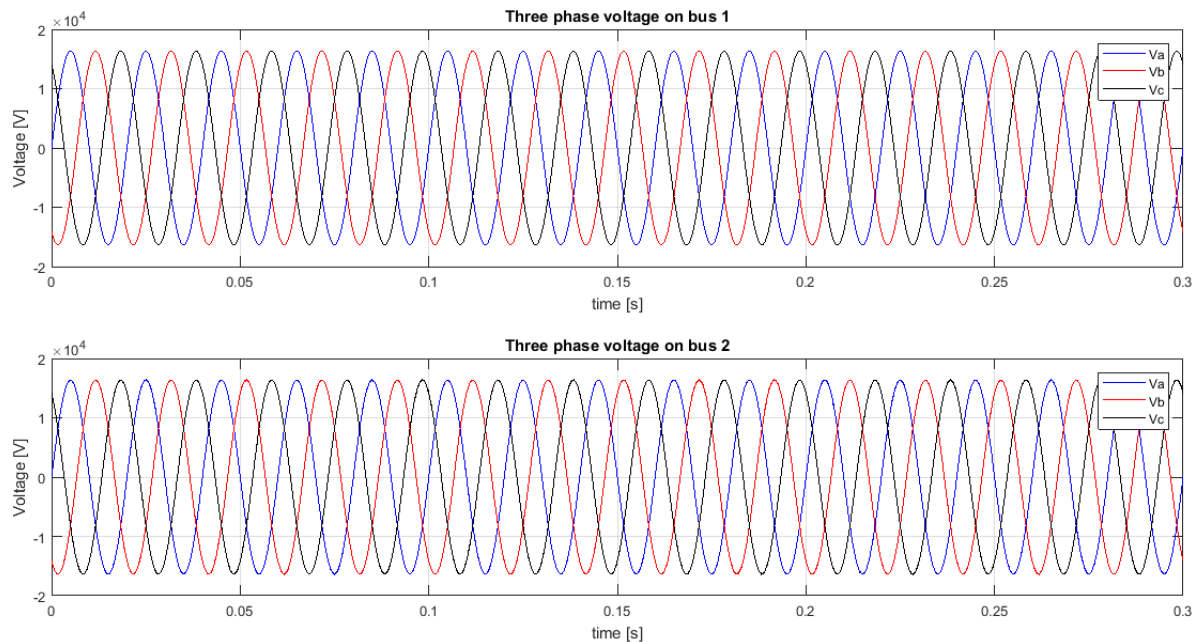 Three phase voltage on bus 1
×10⁴
2
1
0
-1
-2
Voltage [V]
0 0.05 0.1 0.15 0.2 0.25 0.3
time [s]
Va
Vb
Vc
Three phase voltage on bus 2
×10⁴
2
1
0
-1
-2
Voltage [V]
0 0.05 0.1 0.15 0.2 0.25 0.3
time [s]
Va
Vb
Vc